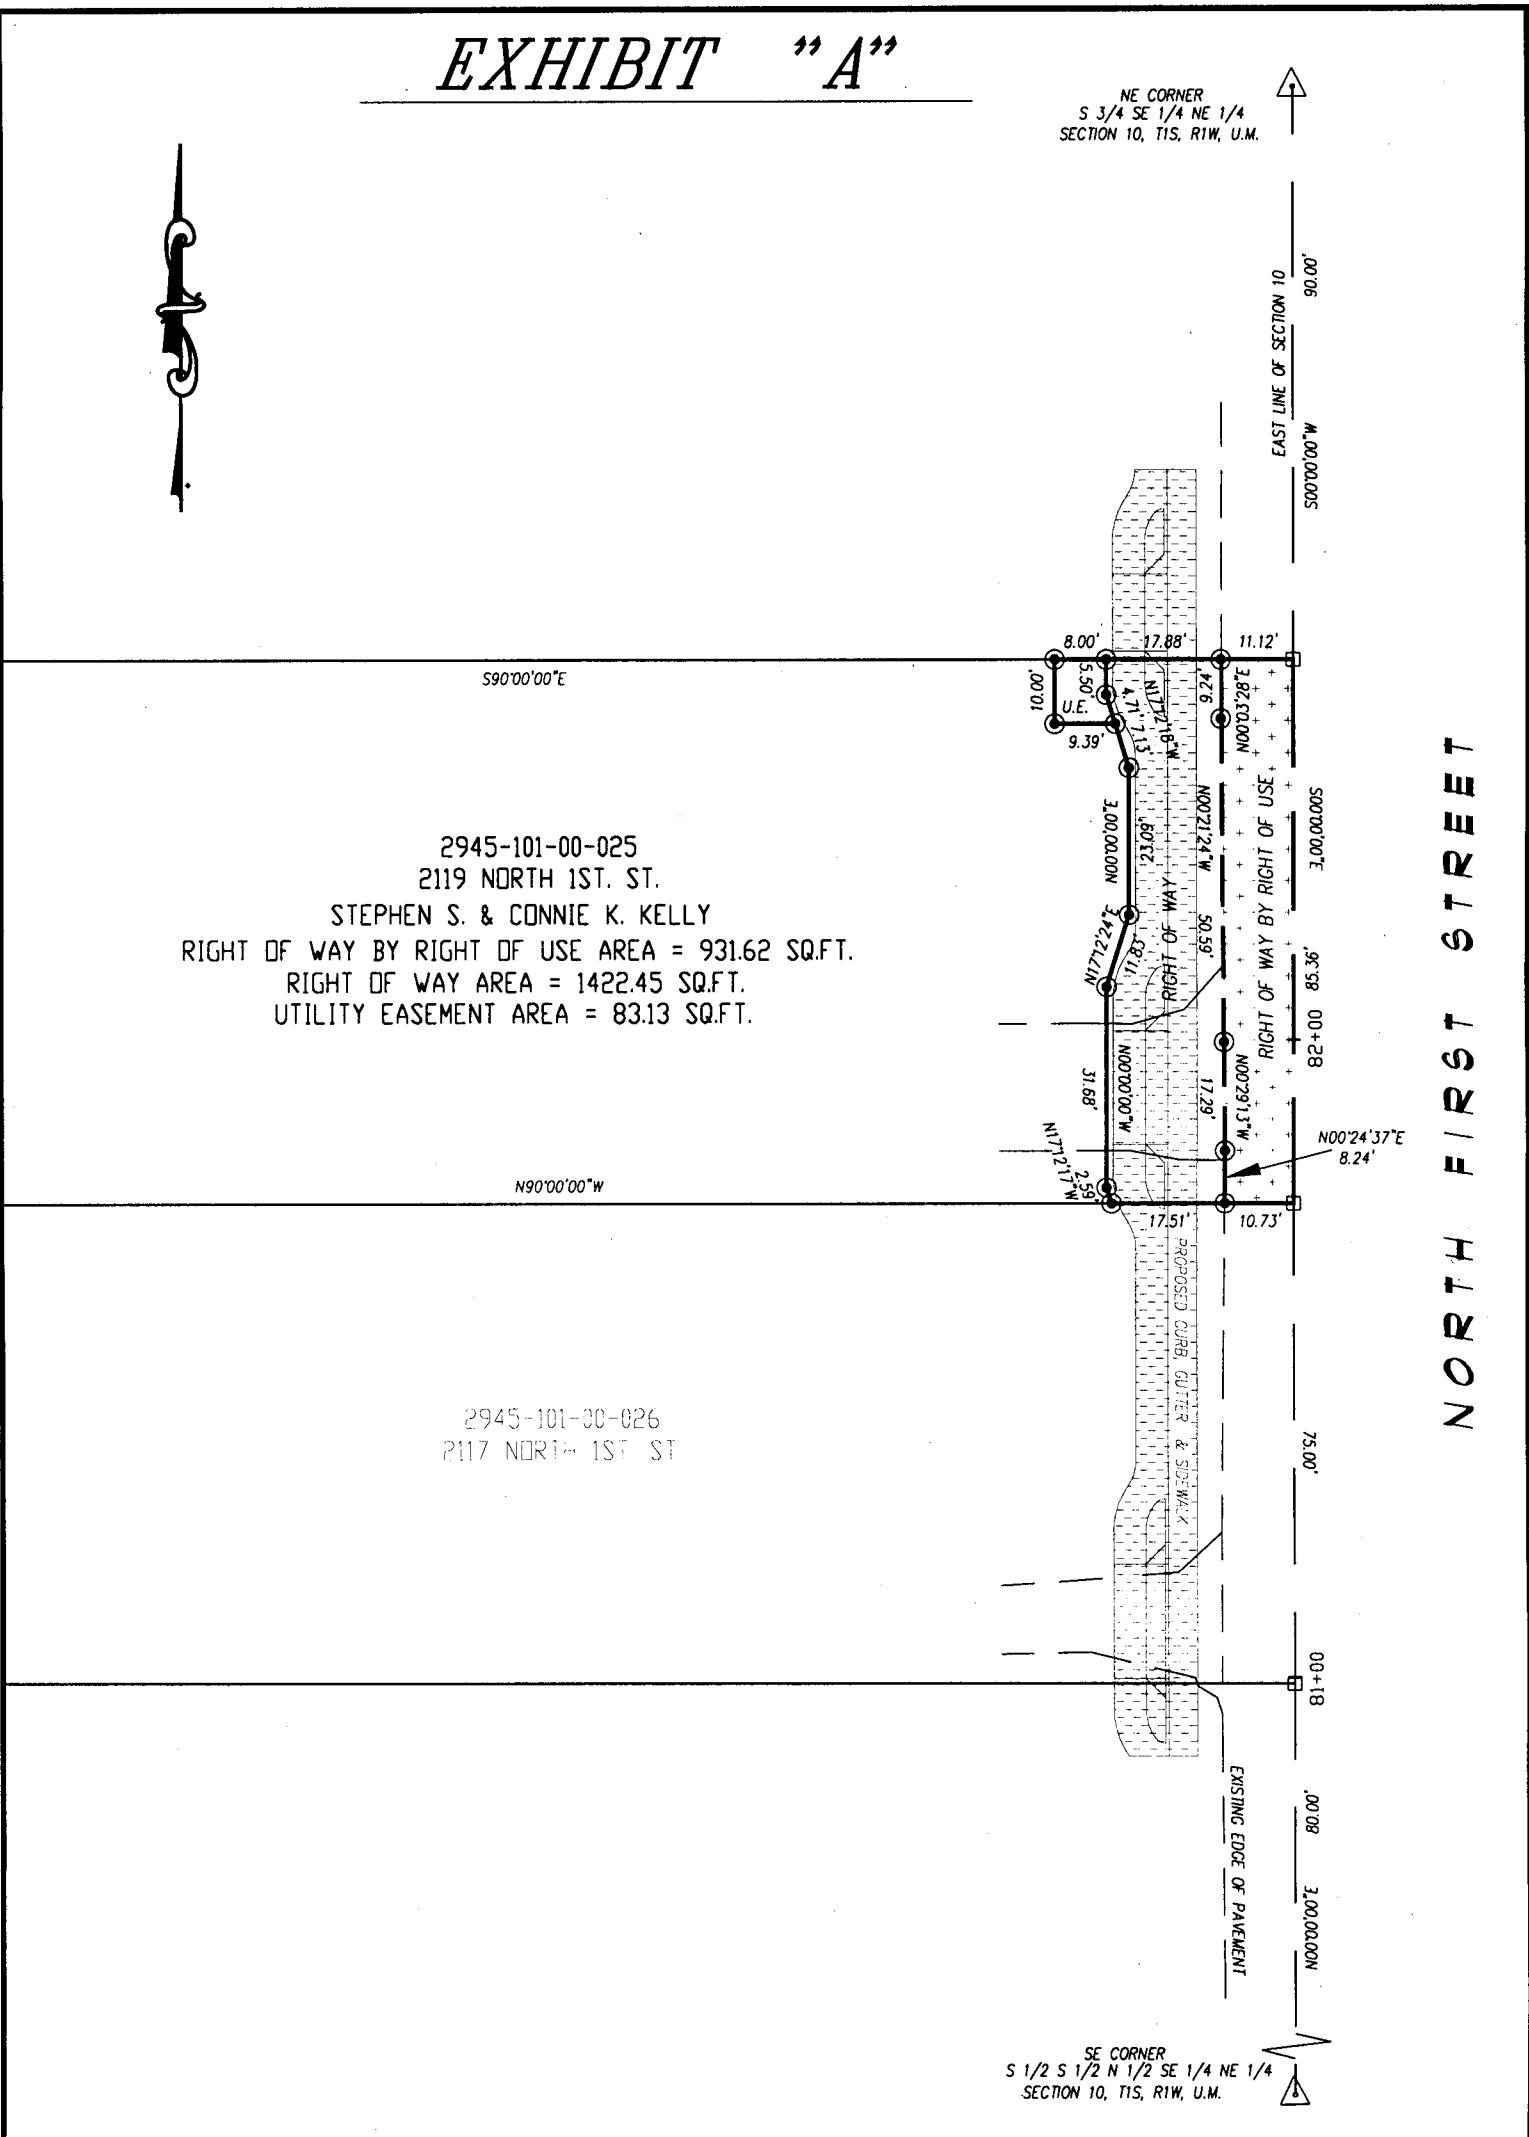 EXHIBIT "A"
NE CORNER
S 3/4 SE 1/4 NE 1/4
SECTION 10, T1S, R1W, U.M.
90.00'
EAST LINE OF SECTION 10
S00°00'00"W
8.00'
17.88'
11.12'
S90°00'00"E
10.00'
5.50'
U.E.
4.71'
7.13'
N17°12'18"W
9.24'
N00°03'28"E
9.39'
N00°00'00"E
23.09'
N00°21'24"W
50.59'
RIGHT OF WAY
RIGHT OF WAY BY RIGHT OF USE
S00°00'00"E
85.36'
82+00
NORTH FIRST STREET
2945-101-00-025
2119 NORTH 1ST. ST.
STEPHEN S. & CONNIE K. KELLY
RIGHT OF WAY BY RIGHT OF USE AREA = 931.62 SQ.FT.
RIGHT OF WAY AREA = 1422.45 SQ.FT.
UTILITY EASEMENT AREA = 83.13 SQ.FT.
N17°12'24"E
11.83'
31.68'
N00°00'00"W
17.29'
N00°29'13"W
N00°24'37"E
8.24'
N17°12'17"W
2.59'
N90°00'00"W
17.51'
10.73'
PROPOSED CURB, GUTTER & SIDEWALK
75.00'
2945-101-00-026
2117 NORTH 1ST ST
81+00
EXISTING EDGE OF PAVEMENT
80.00'
N00°00'00"E
SE CORNER
S 1/2 S 1/2 N 1/2 SE 1/4 NE 1/4
SECTION 10, T1S, R1W, U.M.